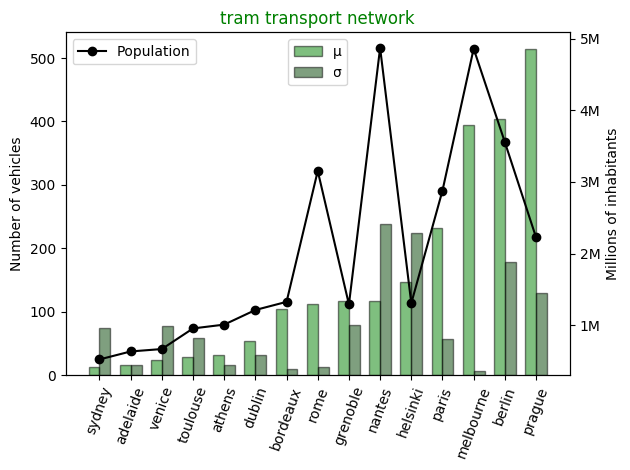 tram transport network
Population
μ
σ
Number of vehicles
500
400
300
200
100
0
Millions of inhabitants
5M
4M
3M
2M
1M
sydney
adelaide
venice
toulouse
athens
dublin
bordeaux
rome
grenoble
nantes
helsinki
paris
melbourne
berlin
prague